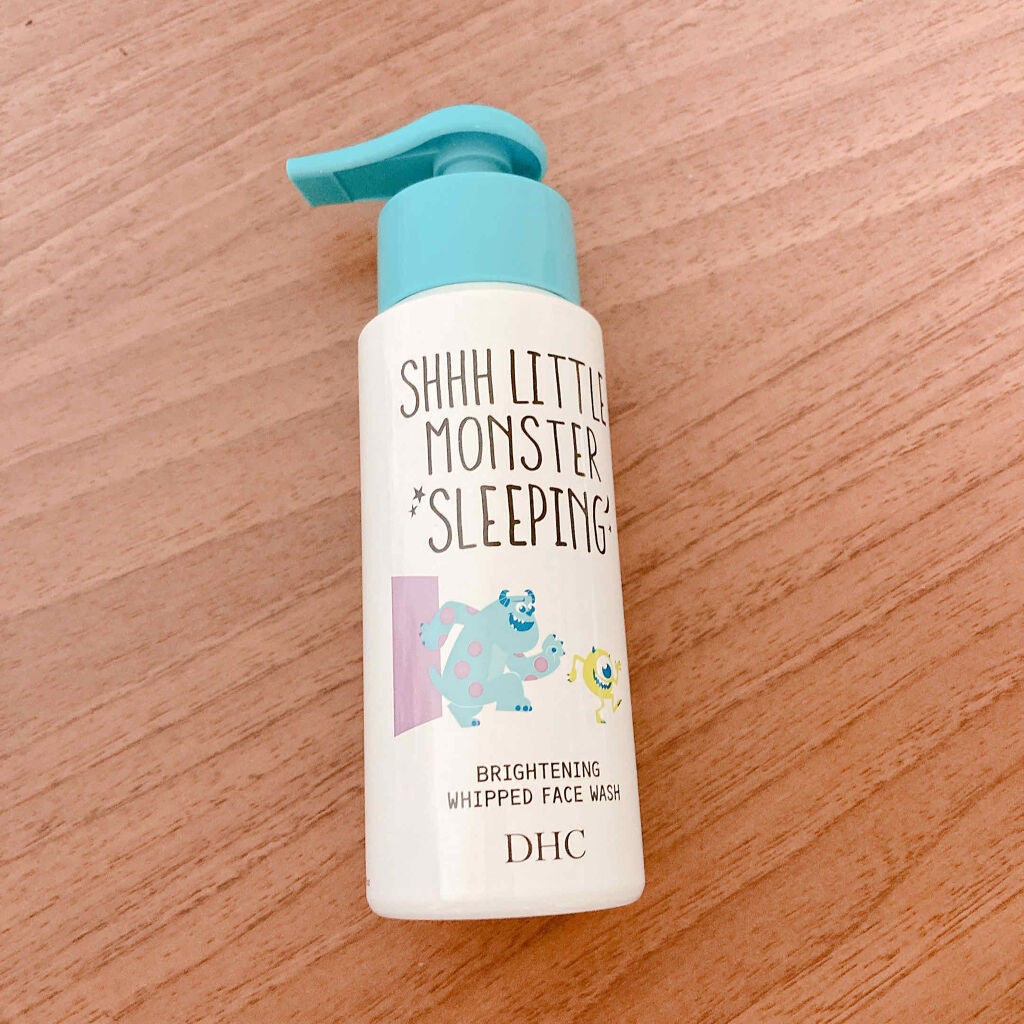 SHHH LITTLE
MONSTER
SLEEPING
BRIGHTENING
WHIPPED FACE WASH
DHC